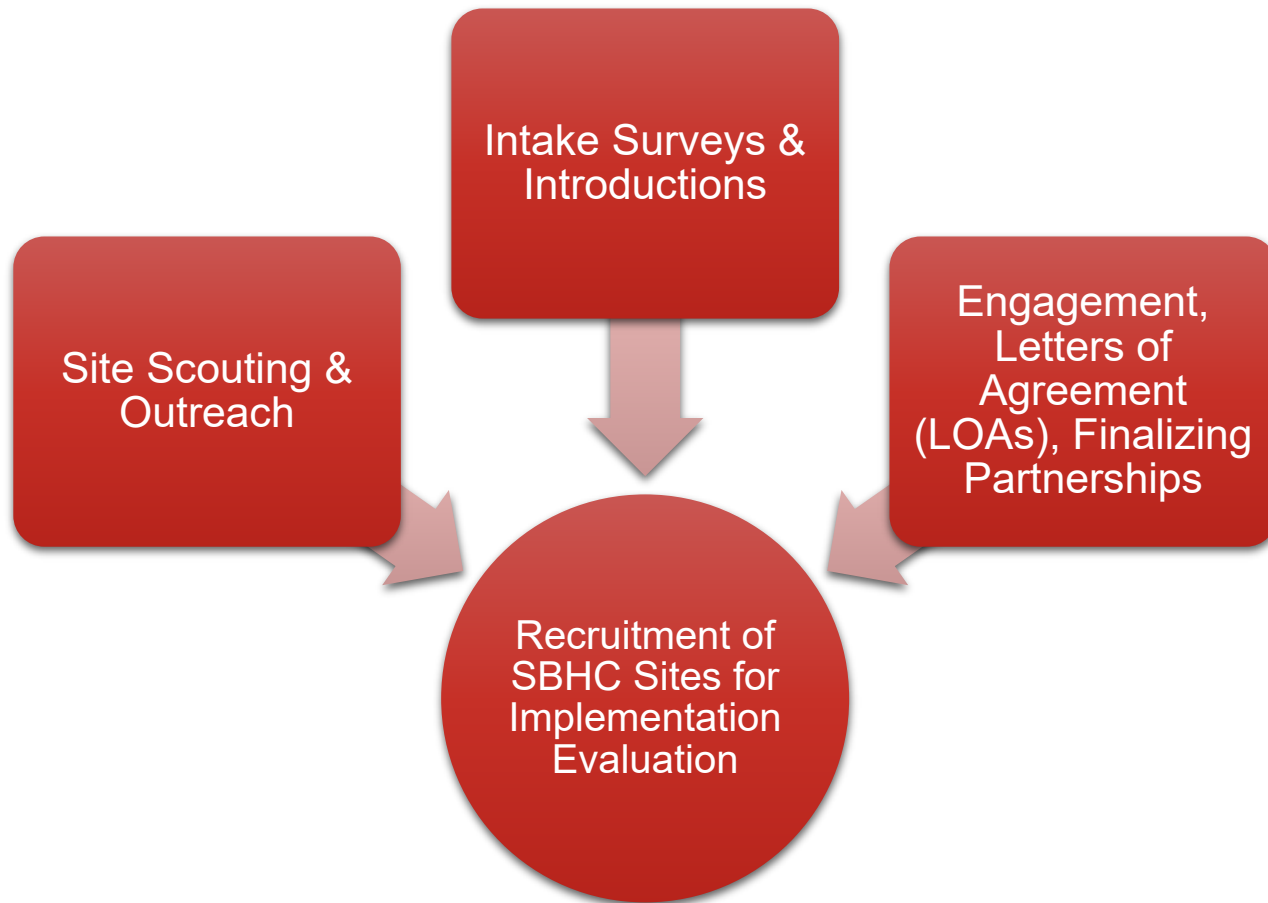 Intake Surveys &
Introductions
Site Scouting &
Outreach
Engagement,
Letters of
Agreement
(LOAs), Finalizing
Partnerships
Recruitment of
SBHC Sites for
Implementation
Evaluation